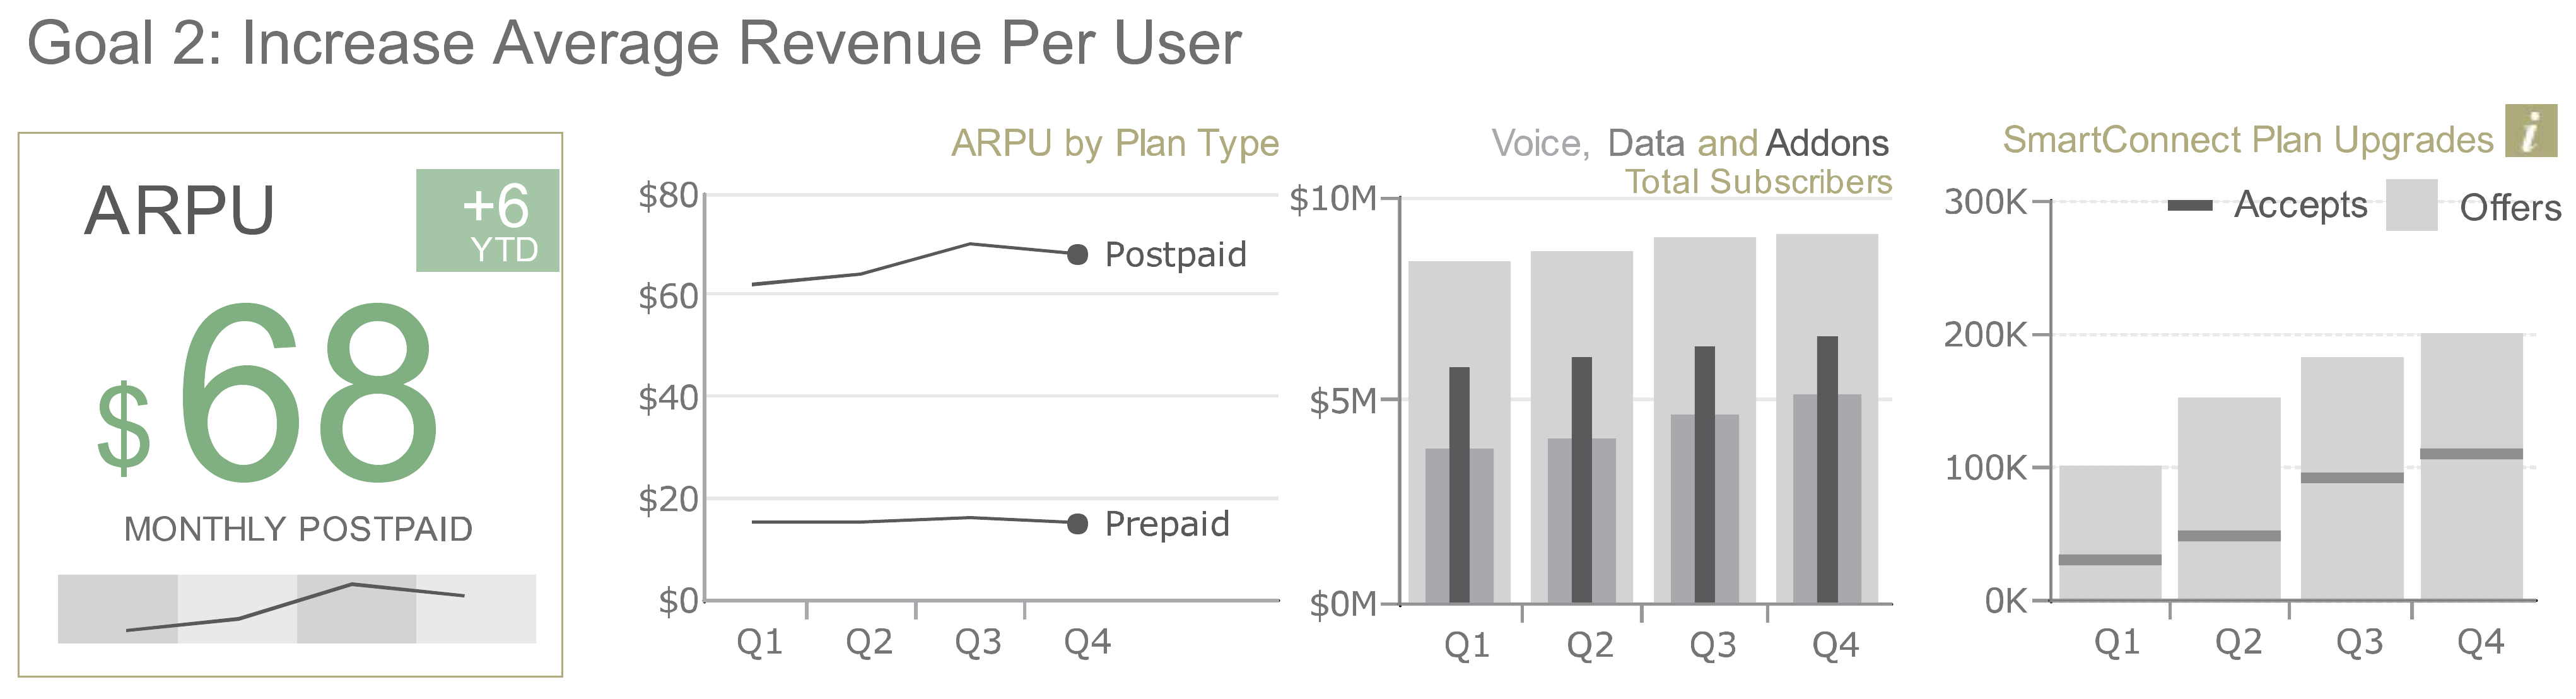 Goal 2: Increase Average Revenue Per User
ARPU
+6
YTD
$68
MONTHLY POSTPAID
ARPU by Plan Type
$80
$60
$40
$20
$0
Postpaid
Prepaid
Q1 Q2 Q3 Q4
Voice, Data and Addons
Total Subscribers
$10M
$5M
$0M
Q1 Q2 Q3 Q4
SmartConnect Plan Upgrades i
Accepts Offers
300K
200K
100K
0K
Q1 Q2 Q3 Q4